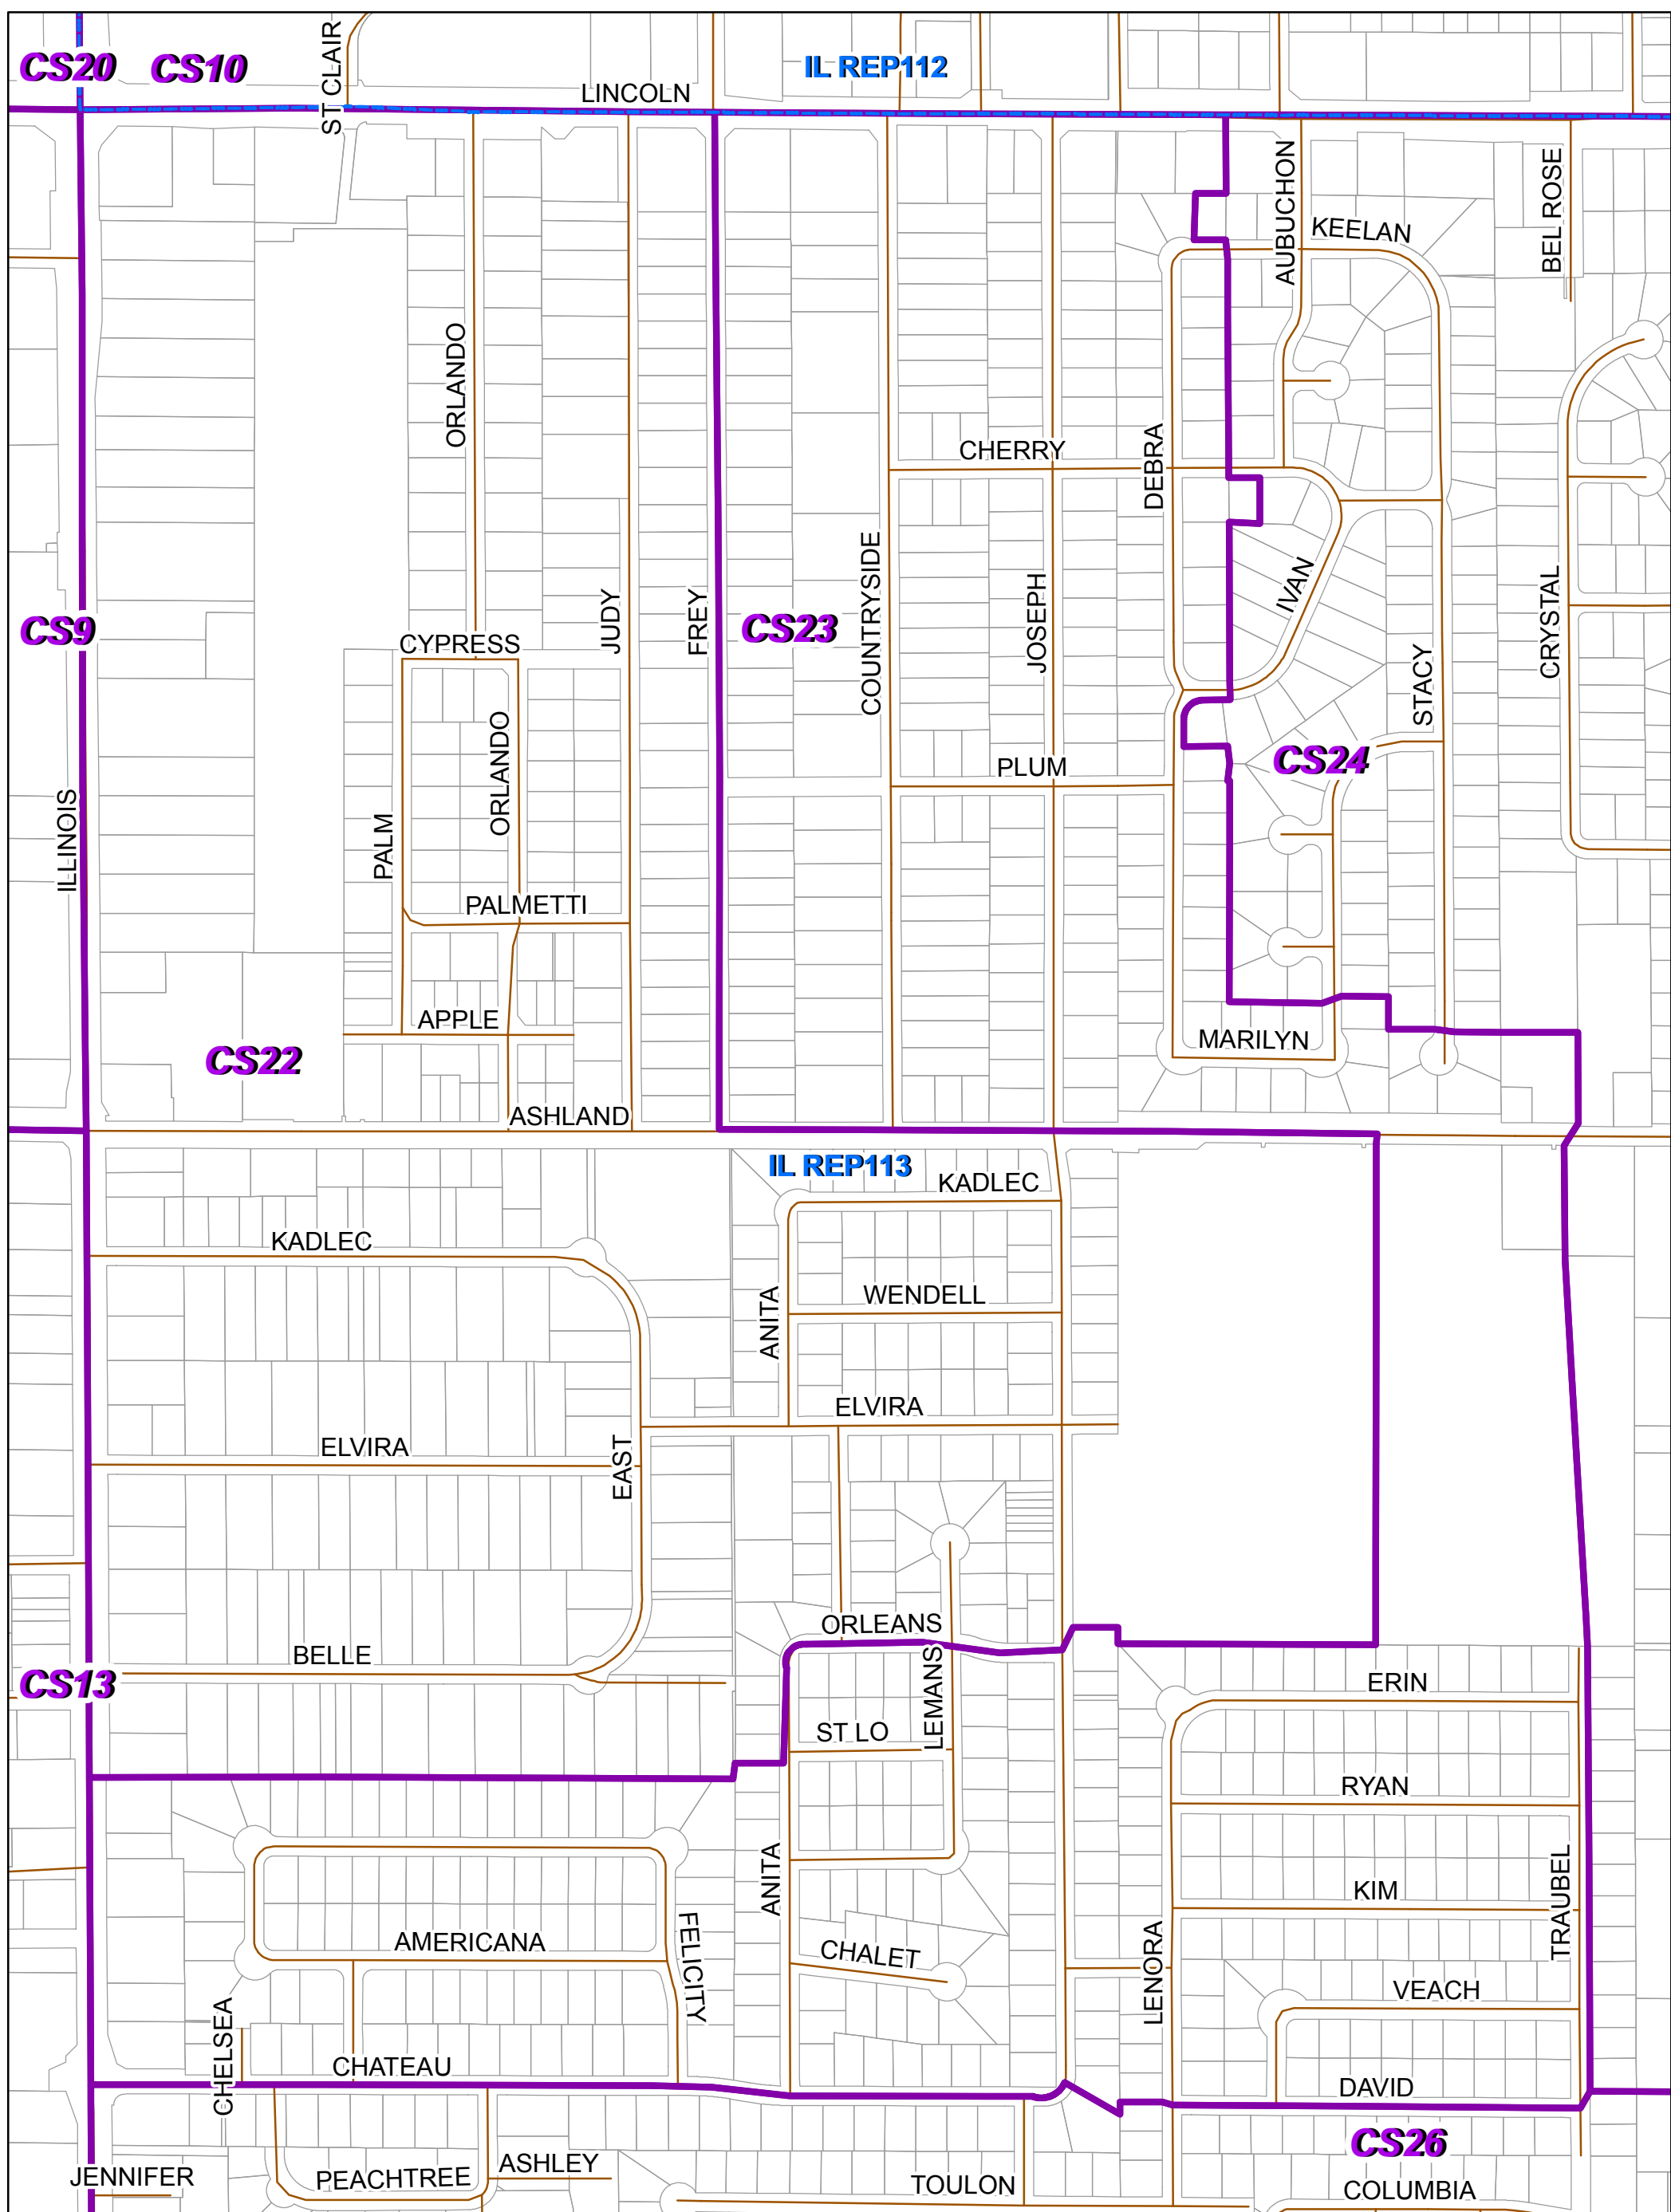 ST CLAIR
CS20
CS10
IL REP112
LINCOLN
AUBUCHON
BEL ROSE
KEELAN
ORLANDO
CHERRY
DEBRA
COUNTRYSIDE
IVAN
JOSEPH
JUDY
FREY
CS9
CS23
CYPRESS
STACY
CRYSTAL
ORLANDO
PLUM
CS24
ILLINOIS
PALM
PALMETTI
APPLE
MARILYN
CS22
ASHLAND
IL REP113
KADLEC
KADLEC
ANITA
WENDELL
ELVIRA
ELVIRA
EAST
ORLEANS
BELLE
CS13
LEMANS
ERIN
ST LO
RYAN
ANITA
TRAUBEL
KIM
AMERICANA
FELICITY
CHALET
LENORA
VEACH
CHELSEA
CHATEAU
DAVID
CS26
ASHLEY
JENNIFER
PEACHTREE
TOULON
COLUMBIA